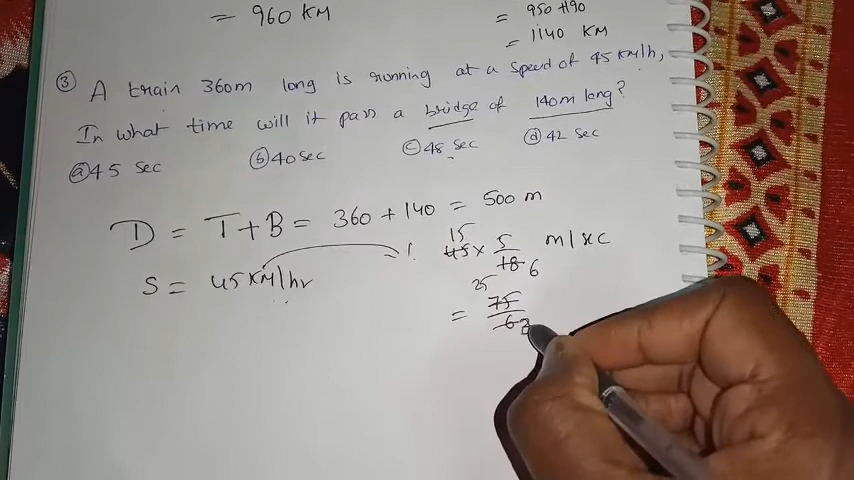 = 960 KM
= 950+190
= 1140 KM
③ A train 360m long is running at a speed of 45 KM/h,
In what time will it pass a bridge of 140m long?
ⓐ 45 sec ⓑ 40 sec ⓒ 48 sec ⓓ 42 sec
D = T+B = 360 + 140 = 500 m
S = 45 KM/hr = 45 15 × 5/18 6 m/sec
= 75 25 / 6 2